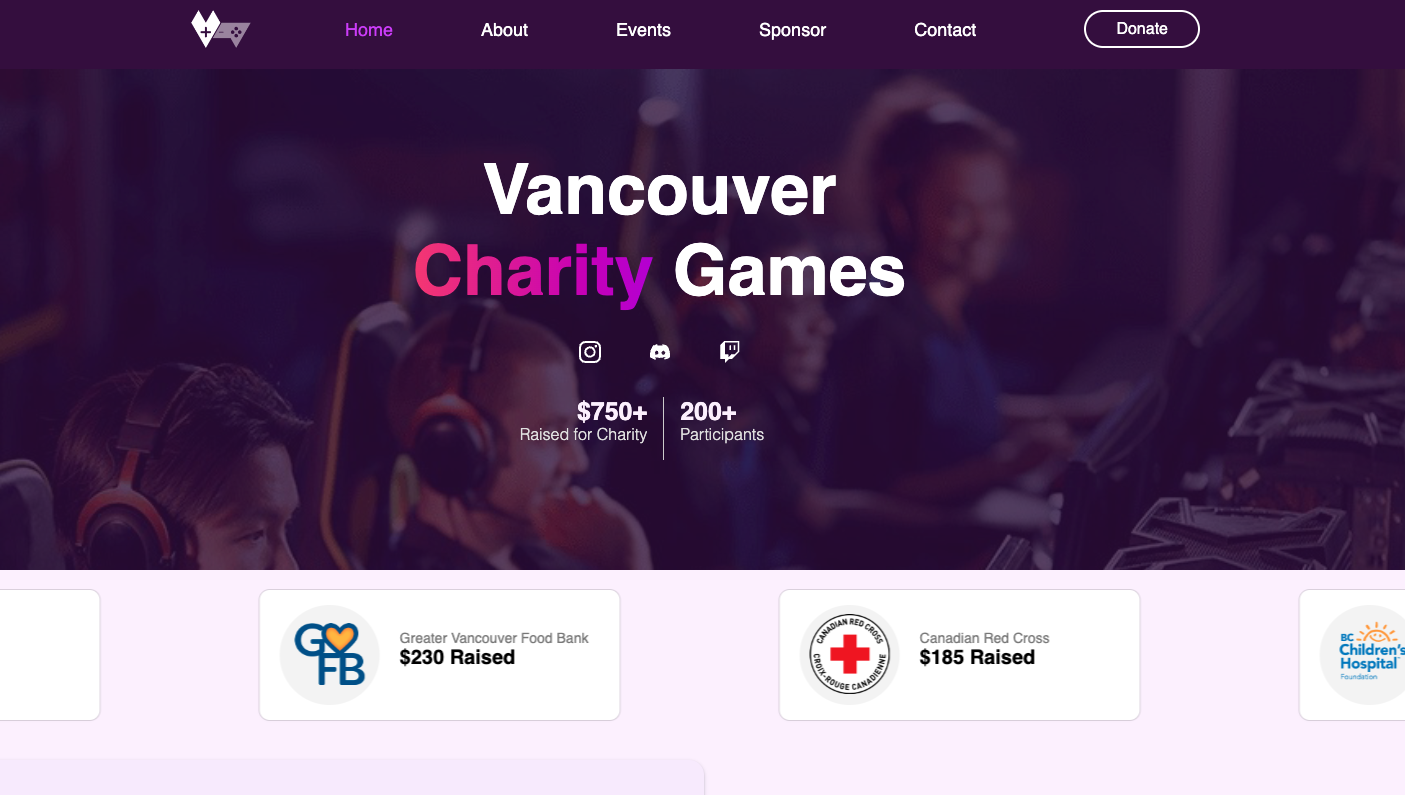 Home
About
Events
Sponsor
Contact
Donate
Vancouver
Charity Games
$750+
Raised for Charity
200+
Participants
GVFB
Greater Vancouver Food Bank
$230 Raised
CANADIAN RED CROSS
CROIX-ROUGE CANADIENNE
Canadian Red Cross
$185 Raised
BC
Children's
Hospital
Foundation